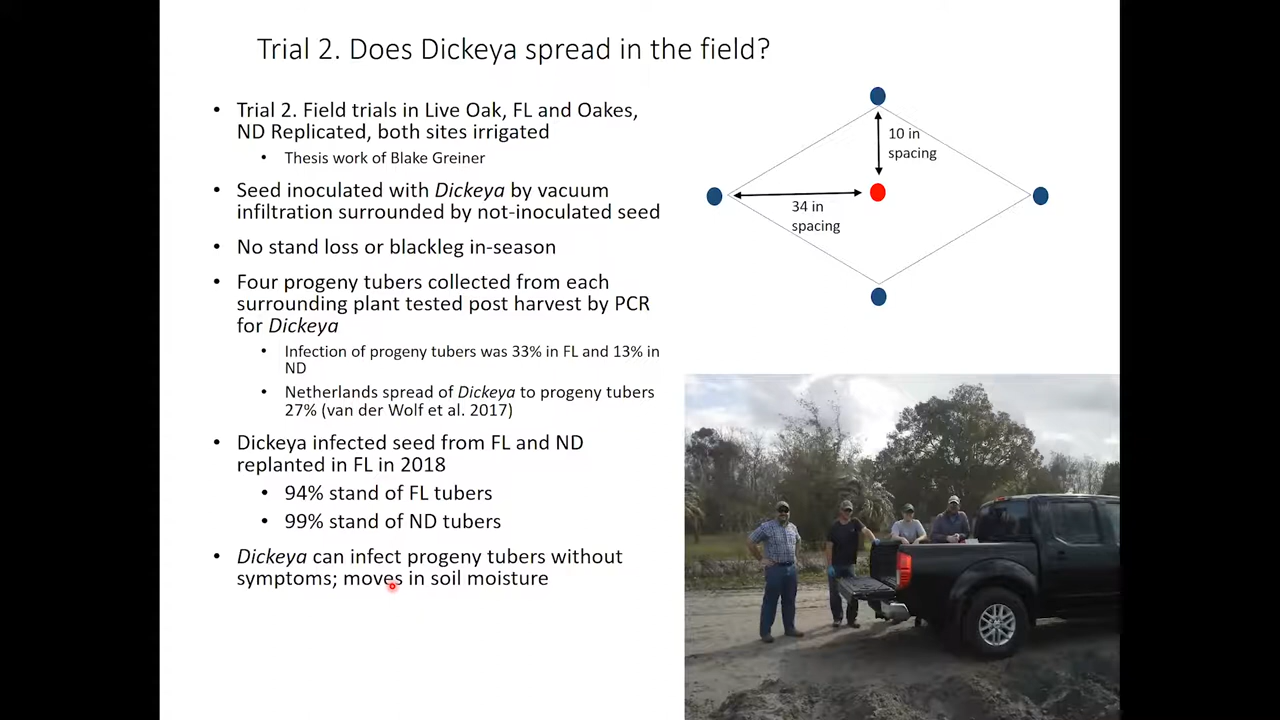 Trial 2. Does Dickeya spread in the field?
• Trial 2. Field trials in Live Oak, FL and Oakes,
ND Replicated, both sites irrigated
• Thesis work of Blake Greiner
• Seed inoculated with Dickeya by vacuum
infiltration surrounded by not-inoculated seed
• No stand loss or blackleg in-season
• Four progeny tubers collected from each
surrounding plant tested post harvest by PCR
for Dickeya
• Infection of progeny tubers was 33% in FL and 13% in
ND
• Netherlands spread of Dickeya to progeny tubers
27% (van der Wolf et al. 2017)
• Dickeya infected seed from FL and ND
replanted in FL in 2018
• 94% stand of FL tubers
• 99% stand of ND tubers
• Dickeya can infect progeny tubers without
symptoms; moves in soil moisture
10 in
spacing
34 in
spacing